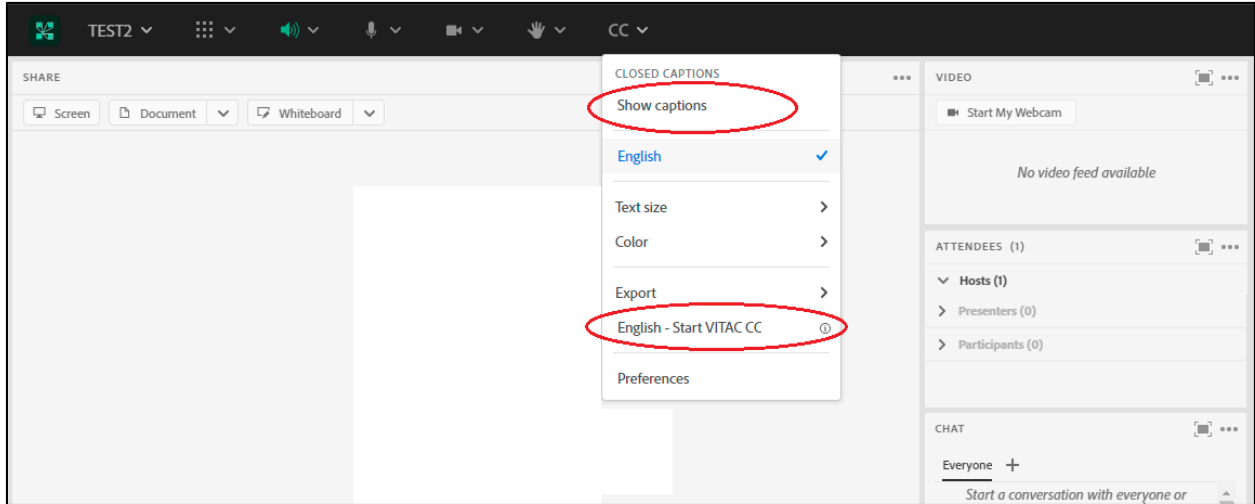 TEST2
CC
SHARE
Screen
Document
Whiteboard
CLOSED CAPTIONS
Show captions
English
Text size
Color
Export
English - Start VITAC CC
Preferences
VIDEO
Start My Webcam
No video feed available
ATTENDEES (1)
Hosts (1)
Presenters (0)
Participants (0)
CHAT
Everyone
Start a conversation with everyone or